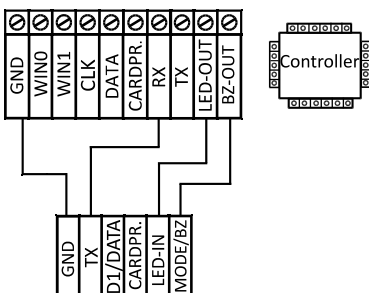 GND
WIN0
WIN1
CLK
DATA
CARDPR.
RX
TX
LED-OUT
BZ-OUT
Controller
GND
TX
D1/DATA
CARDPR.
LED-IN
MODE/BZ